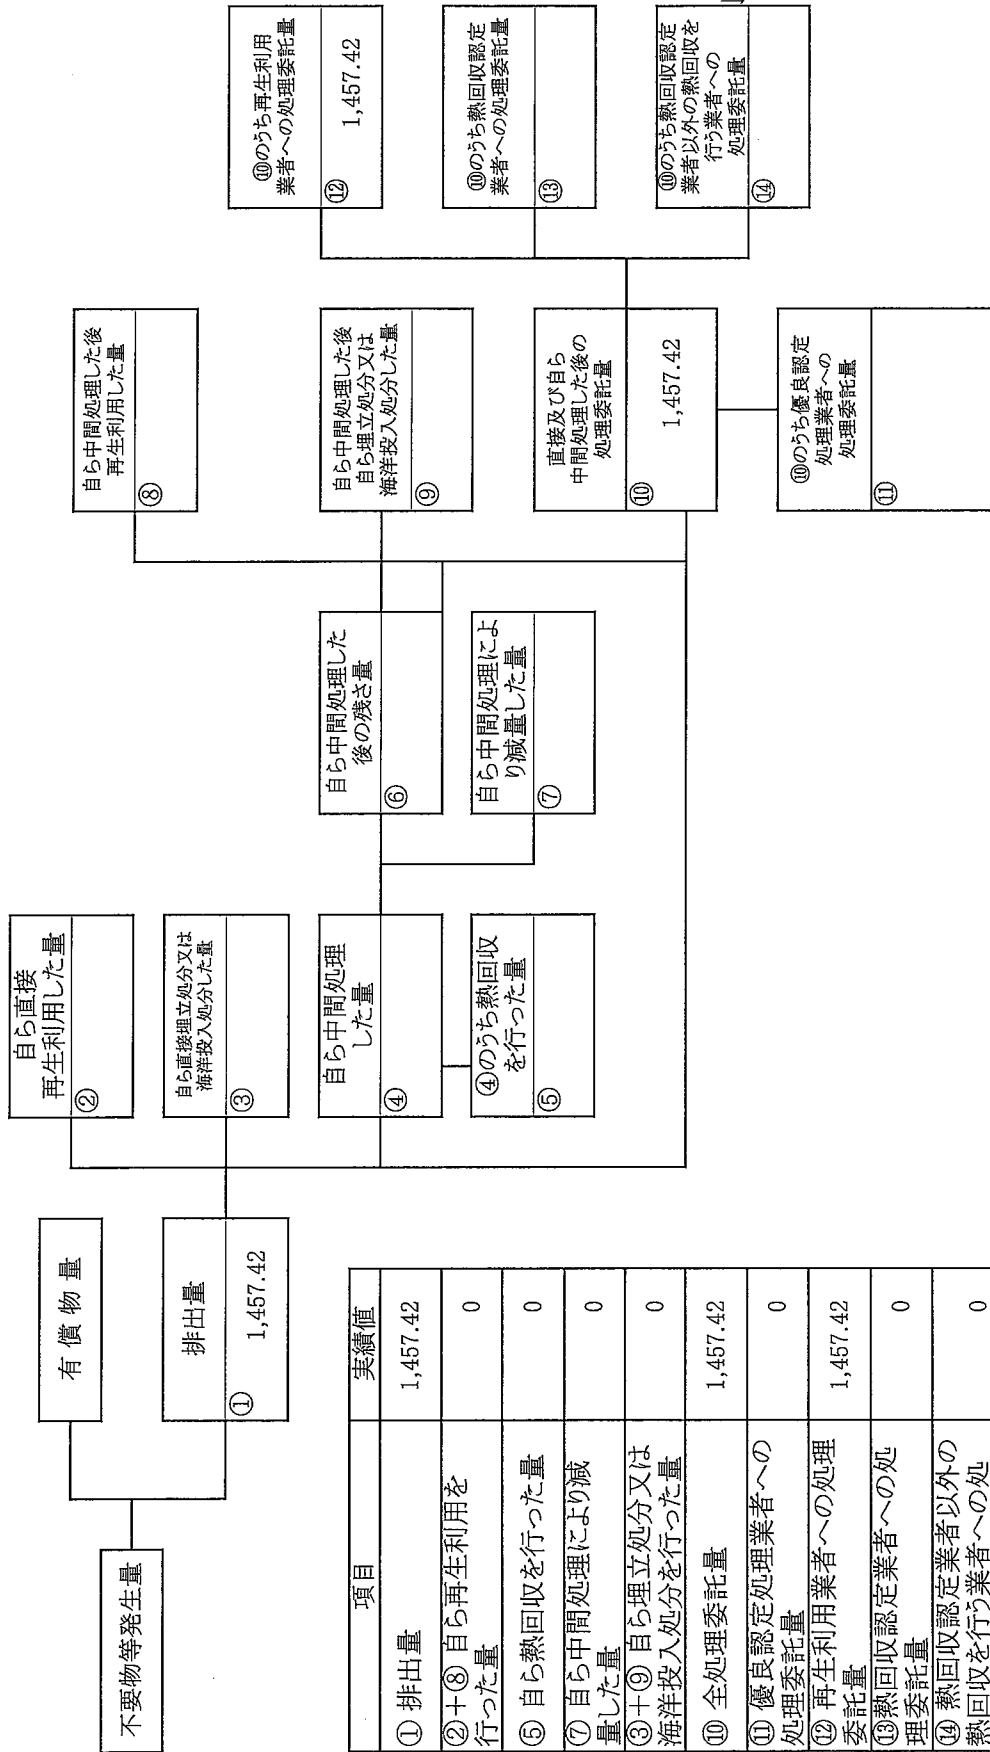 不要物等発生量
有償物量
排出量
①
1,457.42
自ら直接
再生利用した量
②
自ら直接埋立処分又は
海洋投入処分した量
③
自ら中間処理
した量
④
④のうち熱回収
を行った量
⑤
自ら中間処理した
後の残さ量
⑥
自ら中間処理によ
り減量した量
⑦
自ら中間処理した後
再生利用した量
⑧
自ら中間処理した後
自ら埋立処分又は
海洋投入処分した量
⑨
直接及び自ら
中間処理した後の
処理委託量
⑩
1,457.42
⑩のうち優良認定
処理業者への
処理委託量
⑪
⑩のうち再生利用
業者への処理委託量
⑫
1,457.42
⑩のうち熱回収認定
業者への処理委託量
⑬
⑩のうち熱回収認定
業者以外の熱回収を
行う業者への
処理委託量
⑭
項目 実績値
①排出量 1,457.42
②+⑧ 自ら再生利用を
行った量 0
⑤ 自ら熱回収を行った量 0
⑦ 自ら中間処理により減
量した量 0
③+⑨ 自ら埋立処分又は
海洋投入処分を行った量 0
⑩ 全処理委託量 1,457.42
⑪ 優良認定処理業者への
処理委託量 0
⑫ 再生利用業者への処理
委託量 1,457.42
⑬熱回収認定業者への処
理委託量 0
⑭ 熱回収認定業者以外の
熱回収を行う業者への処 0